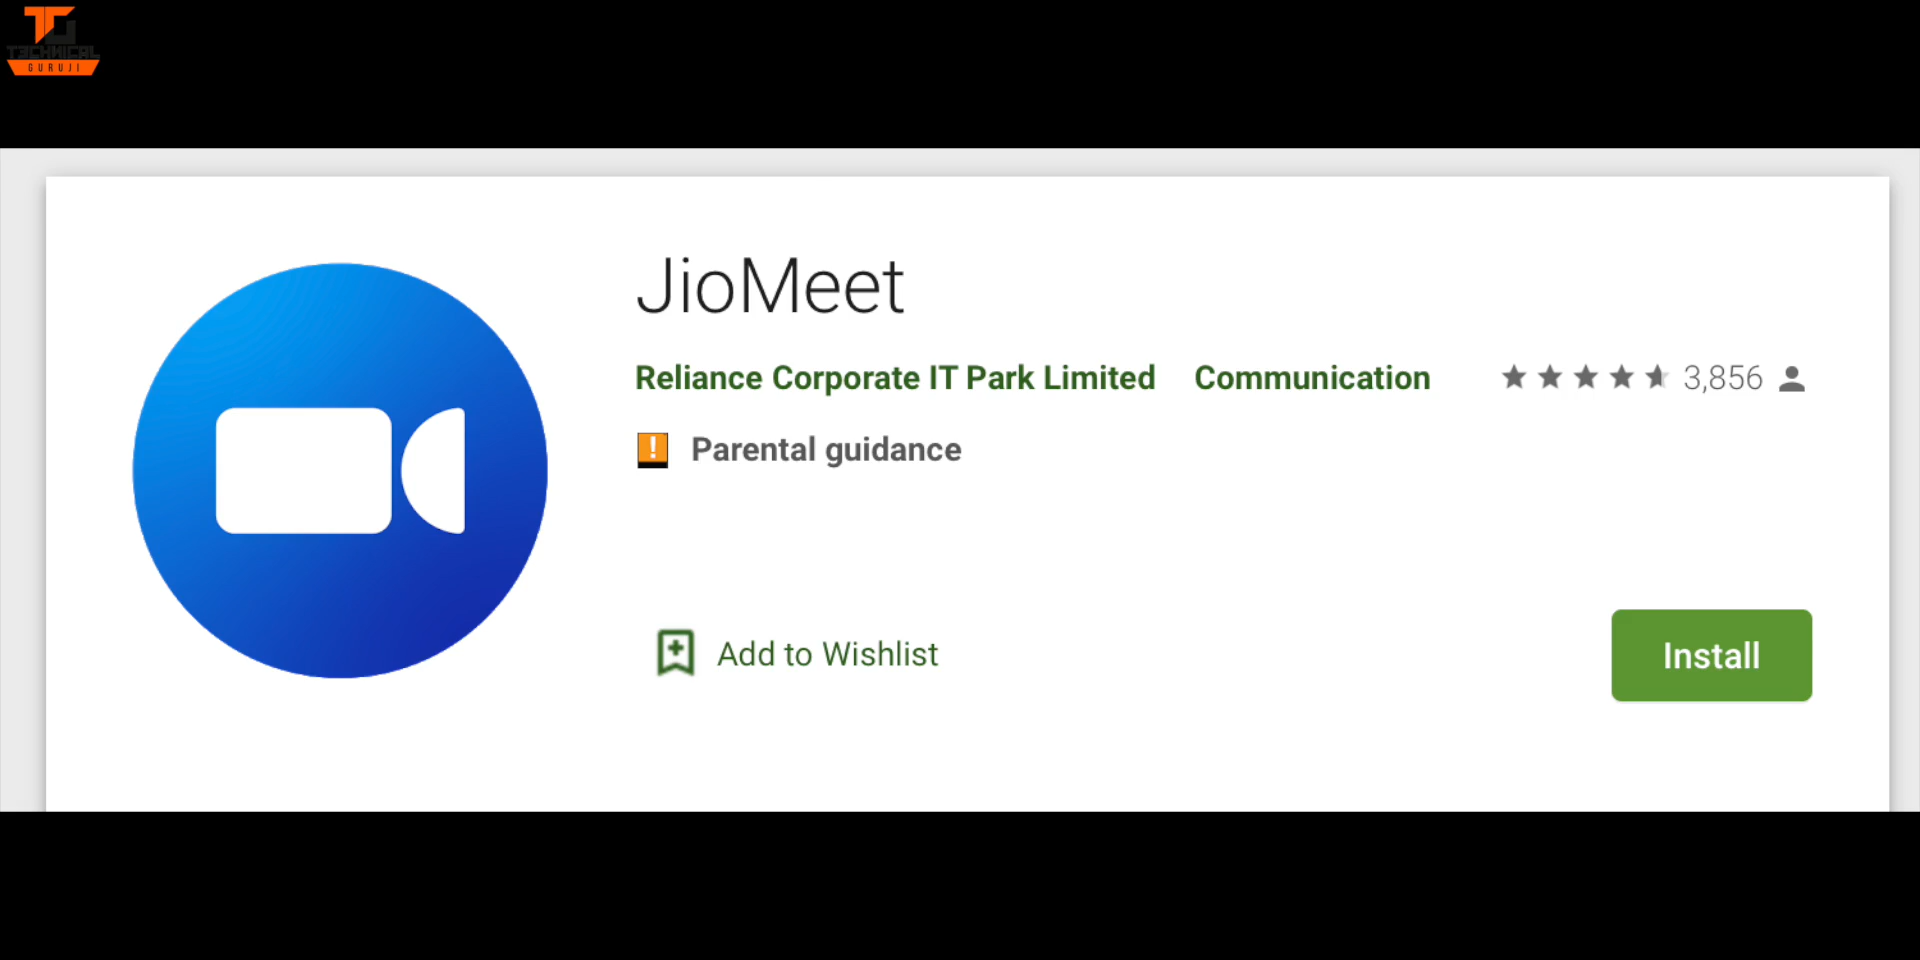 TECHNICAL
GURUJI
JioMeet
Reliance Corporate IT Park Limited Communication 3,856
! Parental guidance
Add to Wishlist
Install